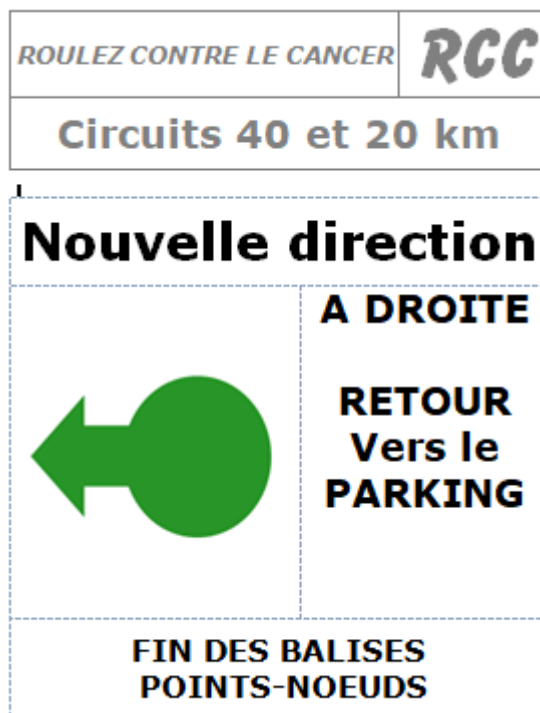 ROULEZ CONTRE LE CANCER
RCC
Circuits 40 et 20 km
Nouvelle direction
A DROITE
RETOUR
Vers le
PARKING
FIN DES BALISES
POINTS-NOEUDS